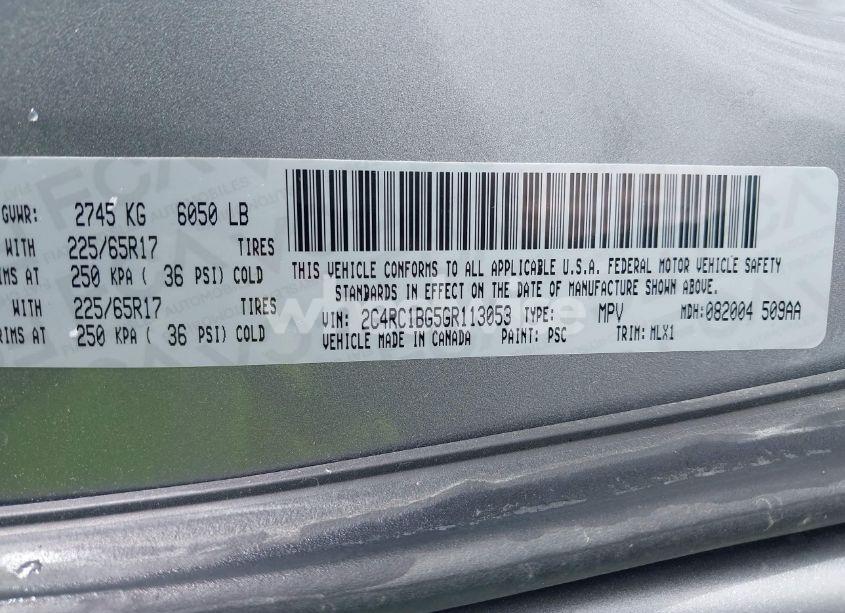 GVWR: 2745 KG 6050 LB
WITH 225/65R17 TIRES
IMS AT 250 KPA ( 36 PSI) COLD
WITH 225/65R17 TIRES
RIMS AT 250 KPA ( 36 PSI) COLD
THIS VEHICLE CONFORMS TO ALL APPLICABLE U.S.A. FEDERAL MOTOR VEHICLE SAFETY
STANDARDS IN EFFECT ON THE DATE OF MANUFACTURE SHOWN ABOVE.
VIN: 2C4RC1BG5GR113053 TYPE: MPV MDH:082004 509AA
VEHICLE MADE IN CANADA PAINT: PSC TRIM: MLX1